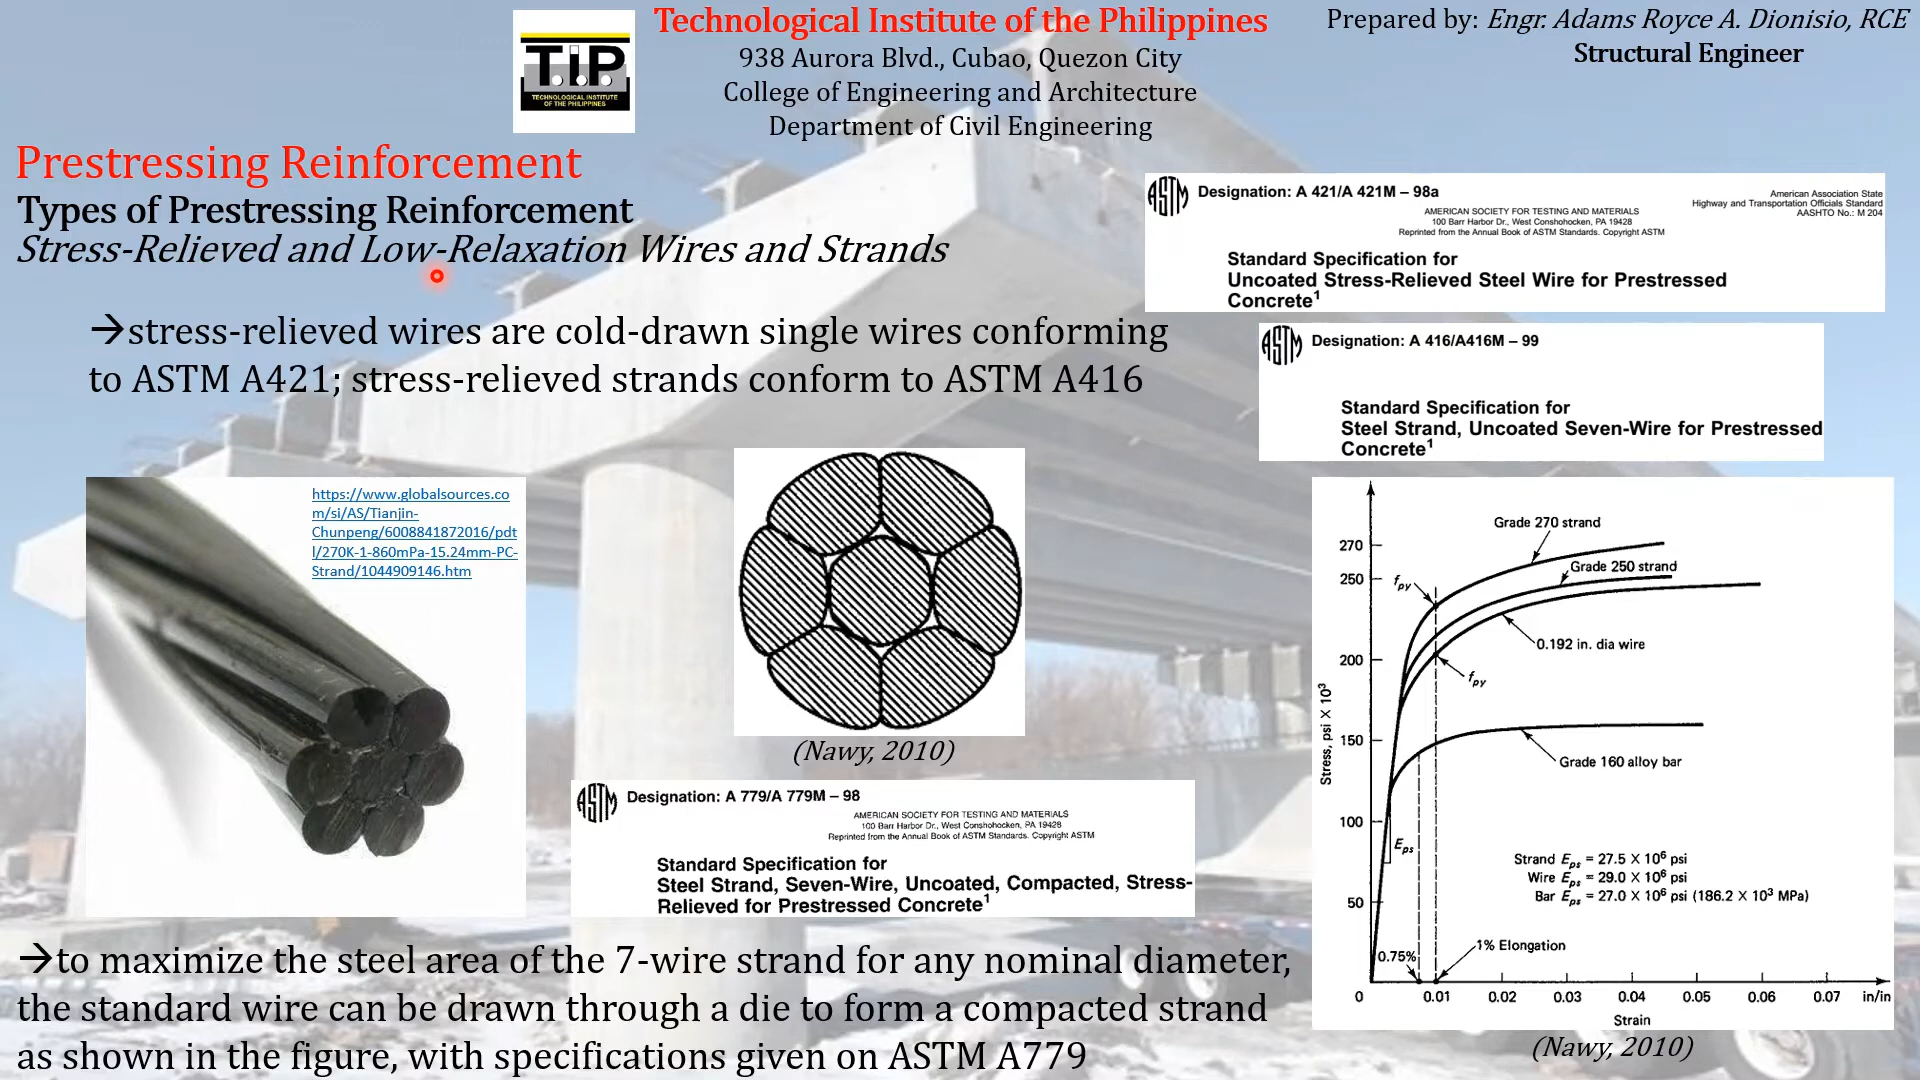 T.I.P
TECHNOLOGICAL INSTITUTE
OF THE PHILIPPINES
Technological Institute of the Philippines
938 Aurora Blvd., Cubao, Quezon City
College of Engineering and Architecture
Department of Civil Engineering
Prepared by: Engr. Adams Royce A. Dionisio, RCE
Structural Engineer
Prestressing Reinforcement
Types of Prestressing Reinforcement
Stress-Relieved and Low-Relaxation Wires and Strands
→stress-relieved wires are cold-drawn single wires conforming
to ASTM A421; stress-relieved strands conform to ASTM A416
ASTM
Designation: A 421/A 421M – 98a
American Association State
Highway and Transportation Officials Standard
AASHTO No.: M 204
AMERICAN SOCIETY FOR TESTING AND MATERIALS
100 Barr Harbor Dr., West Conshohocken, PA 19428
Reprinted from the Annual Book of ASTM Standards. Copyright ASTM
Standard Specification for
Uncoated Stress-Relieved Steel Wire for Prestressed
Concrete¹
ASTM
Designation: A 416/A416M – 99
Standard Specification for
Steel Strand, Uncoated Seven-Wire for Prestressed
Concrete¹
https://www.globalsources.co
m/si/AS/Tianjin-
Chunpeng/6008841872016/pdt
l/270K-1-860mPa-15.24mm-PC-
Strand/1044909146.htm
(Nawy, 2010)
ASTM
Designation: A 779/A 779M – 98
AMERICAN SOCIETY FOR TESTING AND MATERIALS
100 Barr Harbor Dr., West Conshohocken, PA 19428
Reprinted from the Annual Book of ASTM Standards. Copyright ASTM
Standard Specification for
Steel Strand, Seven-Wire, Uncoated, Compacted, Stress-
Relieved for Prestressed Concrete¹
→to maximize the steel area of the 7-wire strand for any nominal diameter,
the standard wire can be drawn through a die to form a compacted strand
as shown in the figure, with specifications given on ASTM A779
Grade 270 strand
270
Grade 250 strand
250
fpy
0.192 in. dia wire
200
fpy
Stress, psi X 10³
150
Grade 160 alloy bar
100
Eps
Strand Eps = 27.5 X 10⁶ psi
Wire Eps = 29.0 X 10⁶ psi
Bar Eps = 27.0 X 10⁶ psi (186.2 X 10³ MPa)
50
1% Elongation
0.75%
0 0.01 0.02 0.03 0.04 0.05 0.06 0.07 in/in
Strain
(Nawy, 2010)